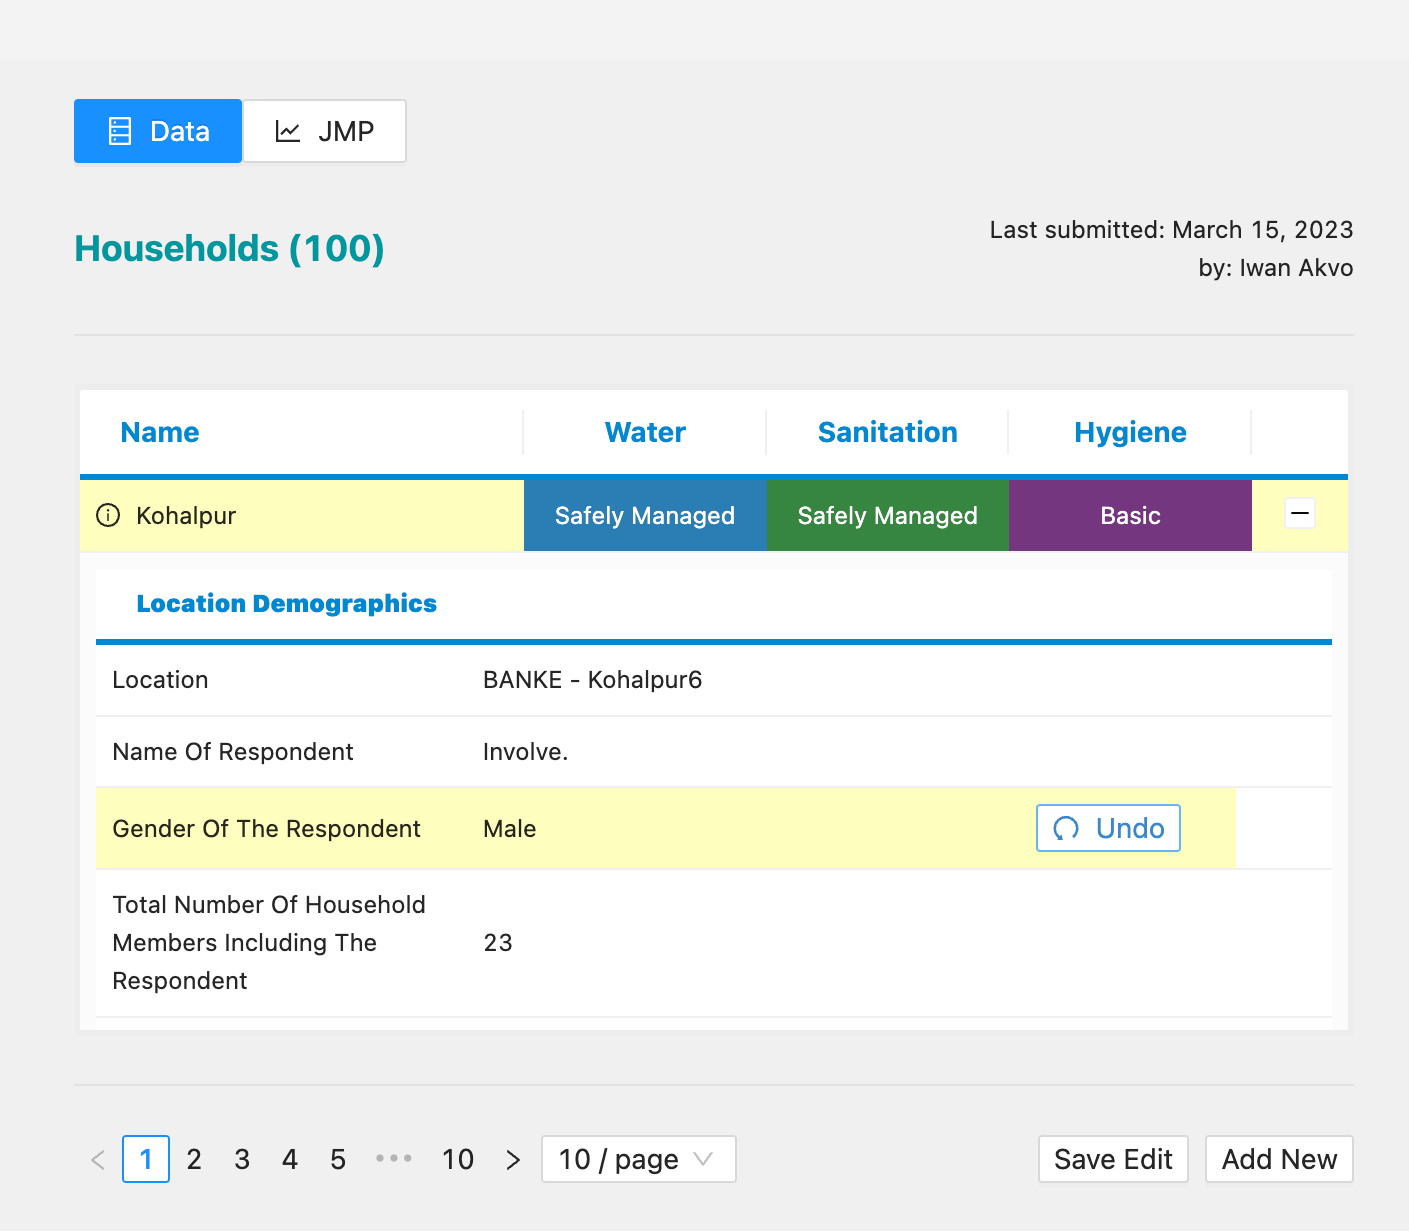 Data
JMP
Households (100)
Last submitted: March 15, 2023
by: Iwan Akvo
Name Water Sanitation Hygiene
Kohalpur Safely Managed Safely Managed Basic
Location Demographics
Location BANKE - Kohalpur6
Name Of Respondent Involve.
Gender Of The Respondent Male Undo
Total Number Of Household
Members Including The 23
Respondent
1 2 3 4 5 ••• 10 10 / page Save Edit Add New